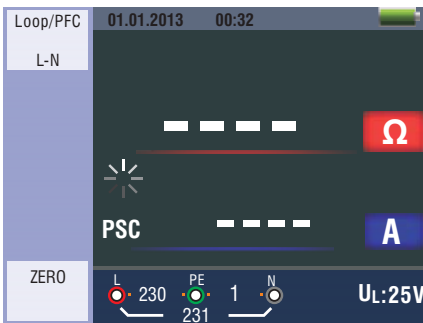 Loop/PFC 01.01.2013 00:32
L-N
---- Ω
PSC ---- A
ZERO
L PE N
230 1
231
UL:25V